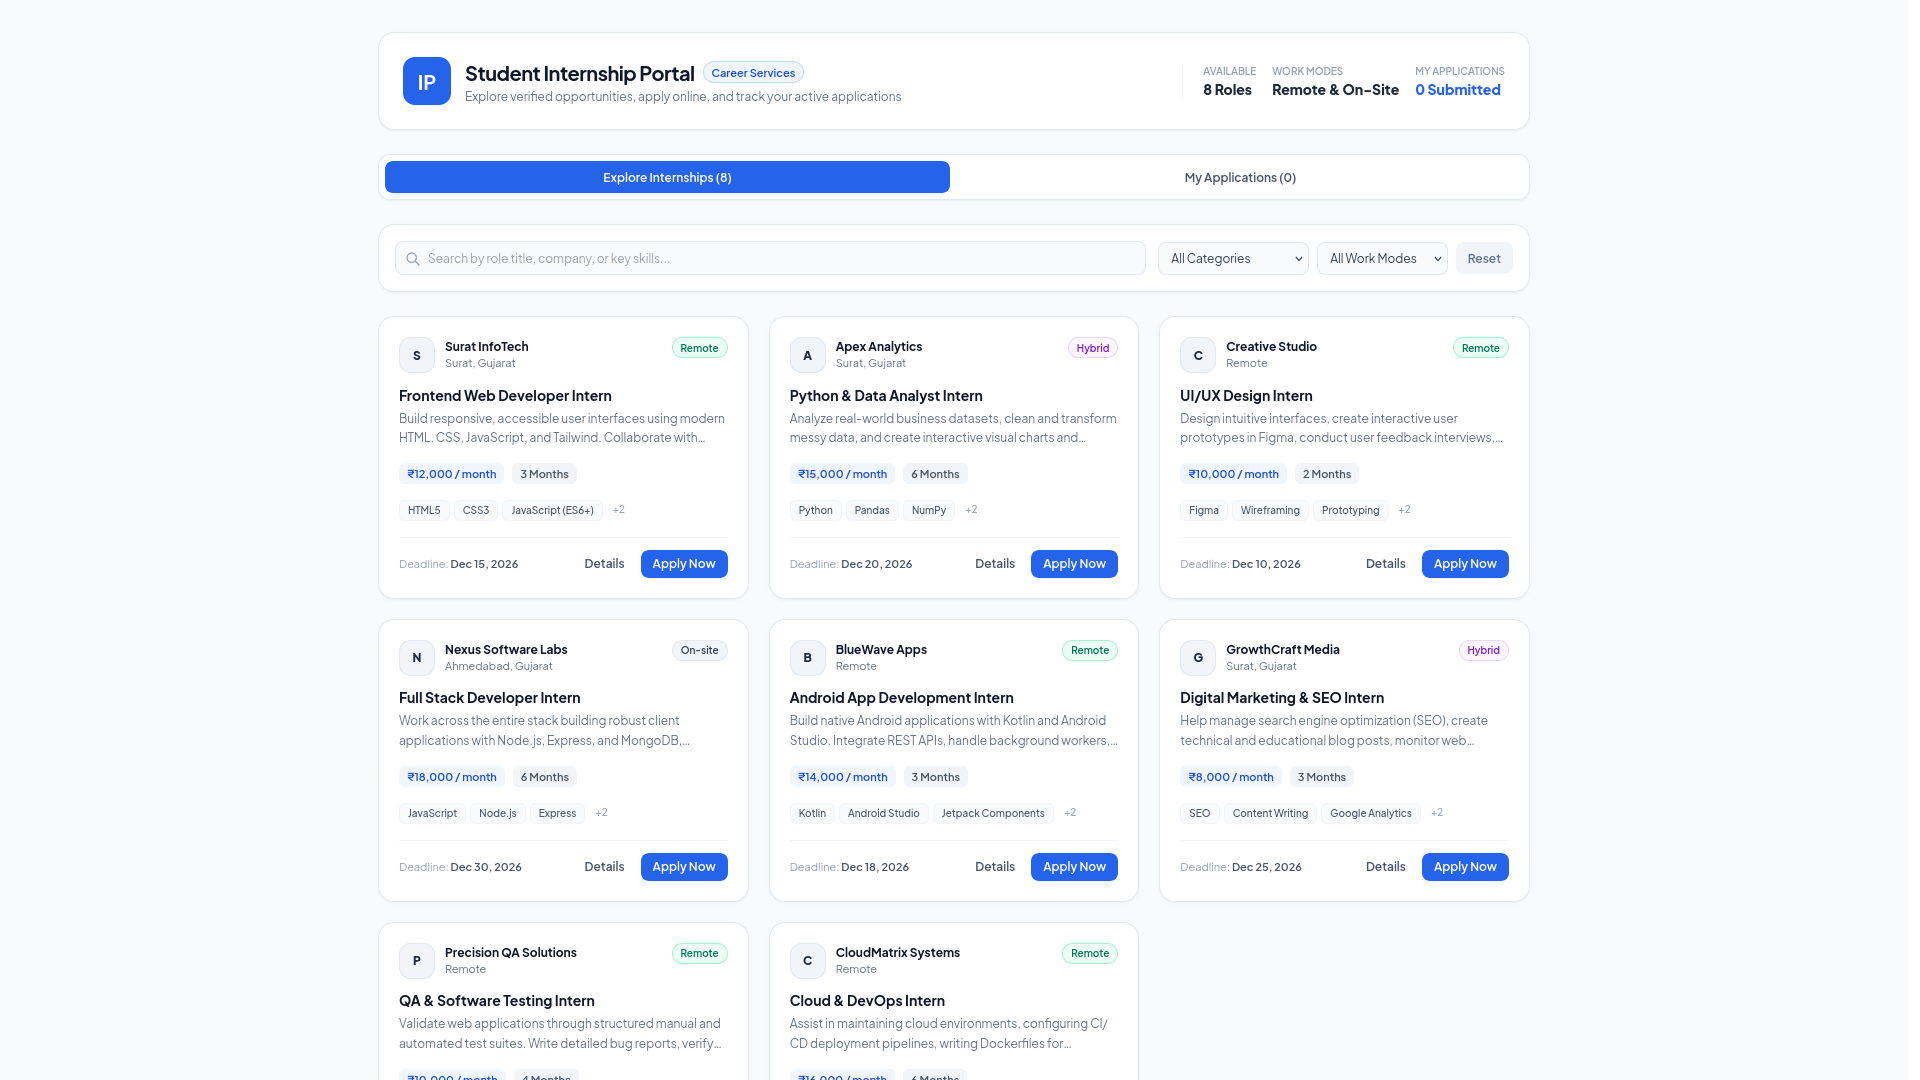 IP
Student Internship Portal
Career Services
Explore verified opportunities, apply online, and track your active applications
AVAILABLE
8 Roles
WORK MODES
Remote & On-Site
MY APPLICATIONS
0 Submitted
Explore Internships (8)
My Applications (0)
Search by role title, company, or key skills...
All Categories
All Work Modes
Reset
S
Surat InfoTech
Surat, Gujarat
Remote
Frontend Web Developer Intern
Build responsive, accessible user interfaces using modern
HTML, CSS, JavaScript, and Tailwind. Collaborate with...
₹12,000 / month
3 Months
HTML5
CSS3
JavaScript (ES6+)
+2
Deadline: Dec 15, 2026
Details
Apply Now
A
Apex Analytics
Surat, Gujarat
Hybrid
Python & Data Analyst Intern
Analyze real-world business datasets, clean and transform
messy data, and create interactive visual charts and...
₹15,000 / month
6 Months
Python
Pandas
NumPy
+2
Deadline: Dec 20, 2026
Details
Apply Now
C
Creative Studio
Remote
Remote
UI/UX Design Intern
Design intuitive interfaces, create interactive user
prototypes in Figma, conduct user feedback interviews,...
₹10,000 / month
2 Months
Figma
Wireframing
Prototyping
+2
Deadline: Dec 10, 2026
Details
Apply Now
N
Nexus Software Labs
Ahmedabad, Gujarat
On-site
Full Stack Developer Intern
Work across the entire stack building robust client
applications with Node.js, Express, and MongoDB,...
₹18,000 / month
6 Months
JavaScript
Node.js
Express
+2
Deadline: Dec 30, 2026
Details
Apply Now
B
BlueWave Apps
Remote
Remote
Android App Development Intern
Build native Android applications with Kotlin and Android
Studio. Integrate REST APIs, handle background workers,...
₹14,000 / month
3 Months
Kotlin
Android Studio
Jetpack Components
+2
Deadline: Dec 18, 2026
Details
Apply Now
G
GrowthCraft Media
Surat, Gujarat
Hybrid
Digital Marketing & SEO Intern
Help manage search engine optimization (SEO), create
technical and educational blog posts, monitor web...
₹8,000 / month
3 Months
SEO
Content Writing
Google Analytics
+2
Deadline: Dec 25, 2026
Details
Apply Now
P
Precision QA Solutions
Remote
Remote
QA & Software Testing Intern
Validate web applications through structured manual and
automated test suites. Write detailed bug reports, verify...
₹10,000 / month
4 Months
C
CloudMatrix Systems
Remote
Remote
Cloud & DevOps Intern
Assist in maintaining cloud environments, configuring CI/
CD deployment pipelines, writing Dockerfiles for...
₹16,000 / month
6 Months